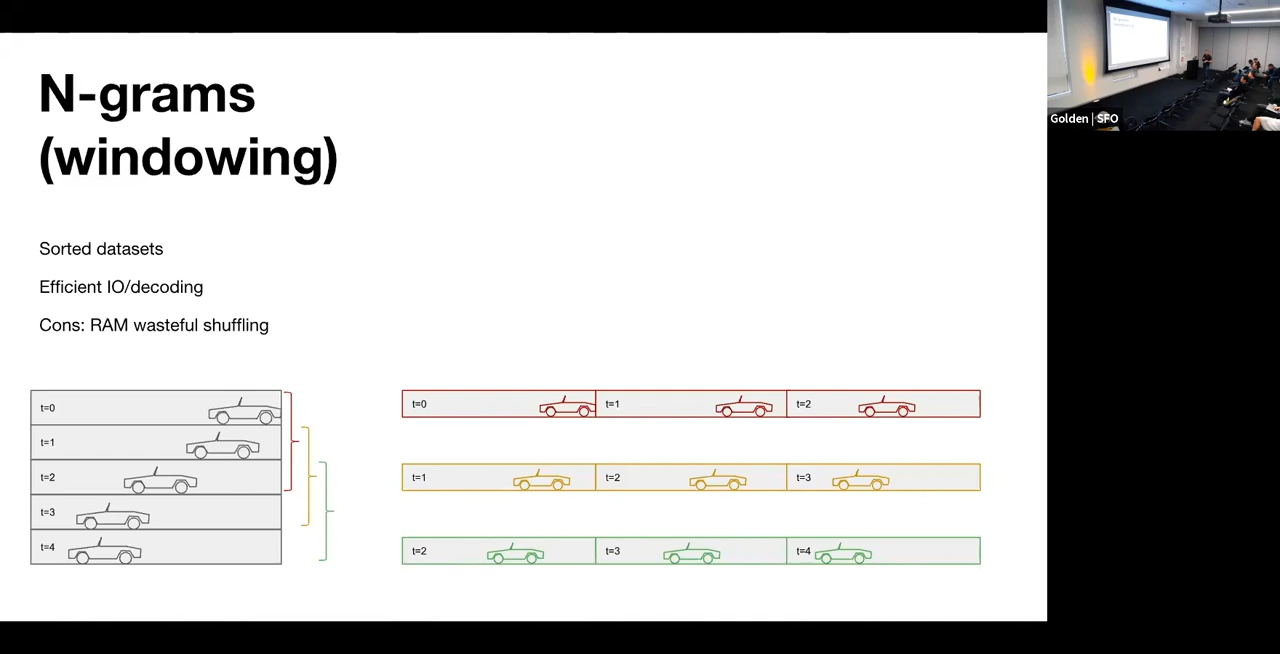 N-grams
(windowing)
Sorted datasets
Efficient IO/decoding
Cons: RAM wasteful shuffling
t=0
t=1
t=2
t=3
t=4
t=0
t=1
t=2
t=1
t=2
t=3
t=2
t=3
t=4
Golden | SFO